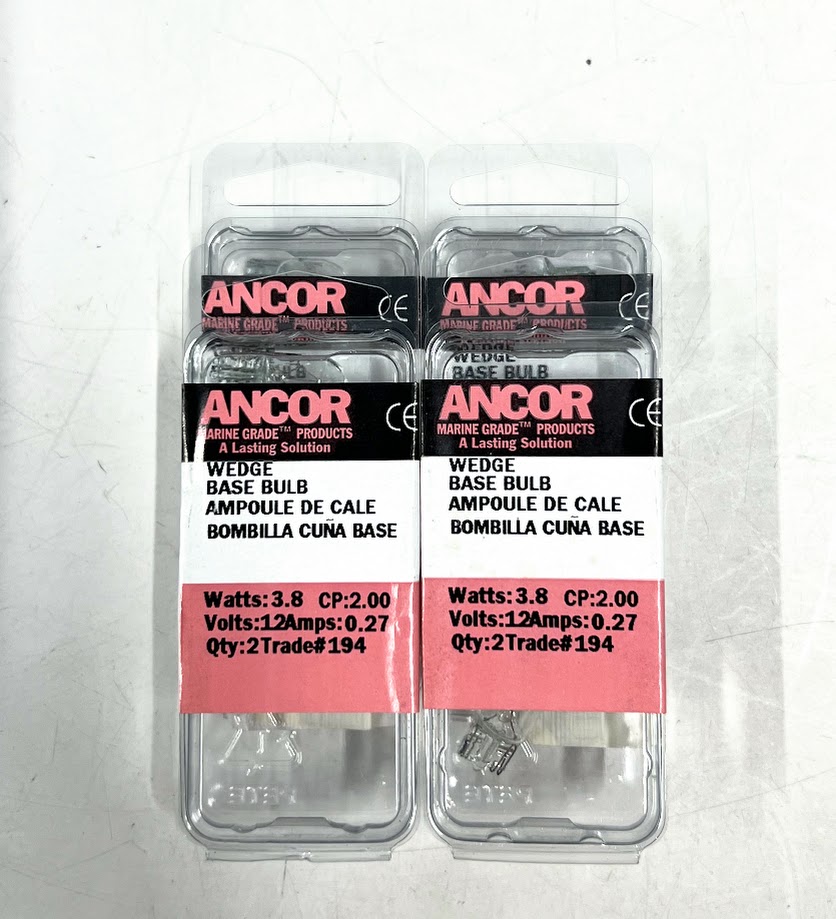 ANCOR
CE
MARINE GRADE™ PRODUCTS
ANCOR
CE
MARINE GRADE™ PRODUCTS
WEDGE
BASE BULB
ANCOR
CE
ARINE GRADE™ PRODUCTS
A Lasting Solution
WEDGE
BASE BULB
AMPOULE DE CALE
BOMBILLA CUÑA BASE
Watts:3.8 CP:2.00
Volts:12Amps:0.27
Qty:2Trade#194
ANCOR
CE
MARINE GRADE™ PRODUCTS
A Lasting Solution
WEDGE
BASE BULB
AMPOULE DE CALE
BOMBILLA CUÑA BASE
Watts:3.8 CP:2.00
Volts:12Amps:0.27
Qty:2Trade#194